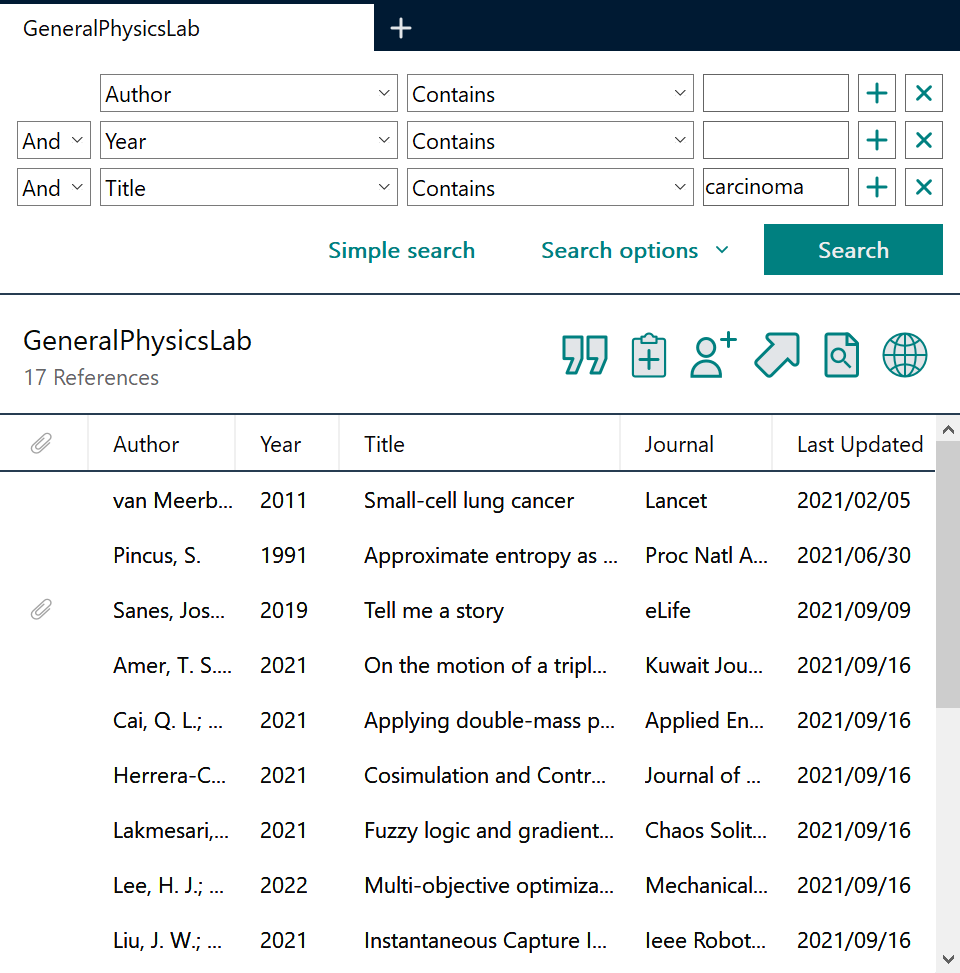 GeneralPhysicsLab
Author Contains
And Year Contains
And Title Contains carcinoma
Simple search Search options Search
GeneralPhysicsLab
17 References
Author Year Title Journal Last Updated
van Meerb... 2011 Small-cell lung cancer Lancet 2021/02/05
Pincus, S. 1991 Approximate entropy as ... Proc Natl A... 2021/06/30
Sanes, Jos... 2019 Tell me a story eLife 2021/09/09
Amer, T. S.... 2021 On the motion of a tripl... Kuwait Jou... 2021/09/16
Cai, Q. L.; ... 2021 Applying double-mass p... Applied En... 2021/09/16
Herrera-C... 2021 Cosimulation and Contr... Journal of ... 2021/09/16
Lakmesari,... 2021 Fuzzy logic and gradient... Chaos Solit... 2021/09/16
Lee, H. J.; ... 2022 Multi-objective optimiza... Mechanical... 2021/09/16
Liu, J. W.; ... 2021 Instantaneous Capture I... Ieee Robot... 2021/09/16